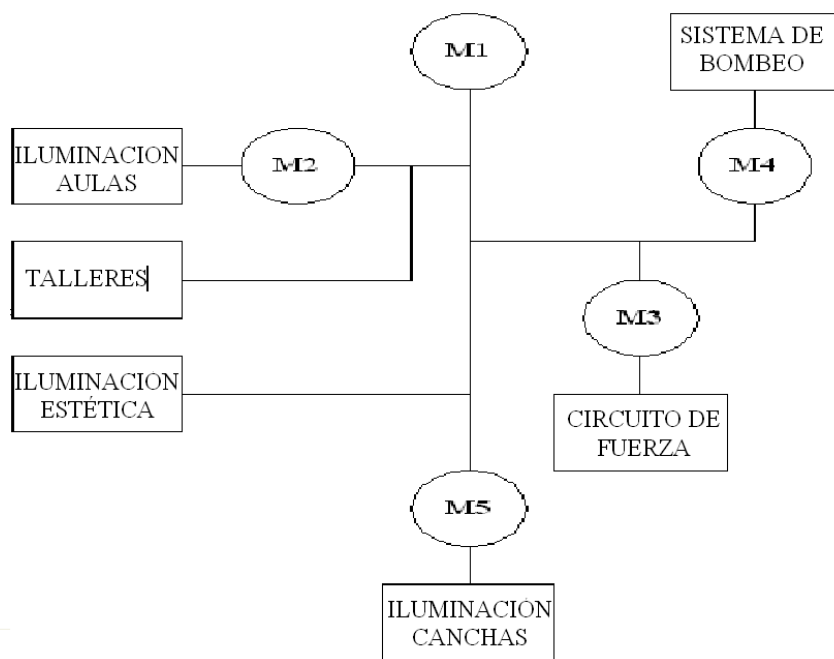 M1
SISTEMA DE
BOMBEO
ILUMINACION
AULAS
M2
M4
TALLERES
M3
ILUMINACION
ESTÉTICA
CIRCUITO DE
FUERZA
M5
ILUMINACIÓN
CANCHAS